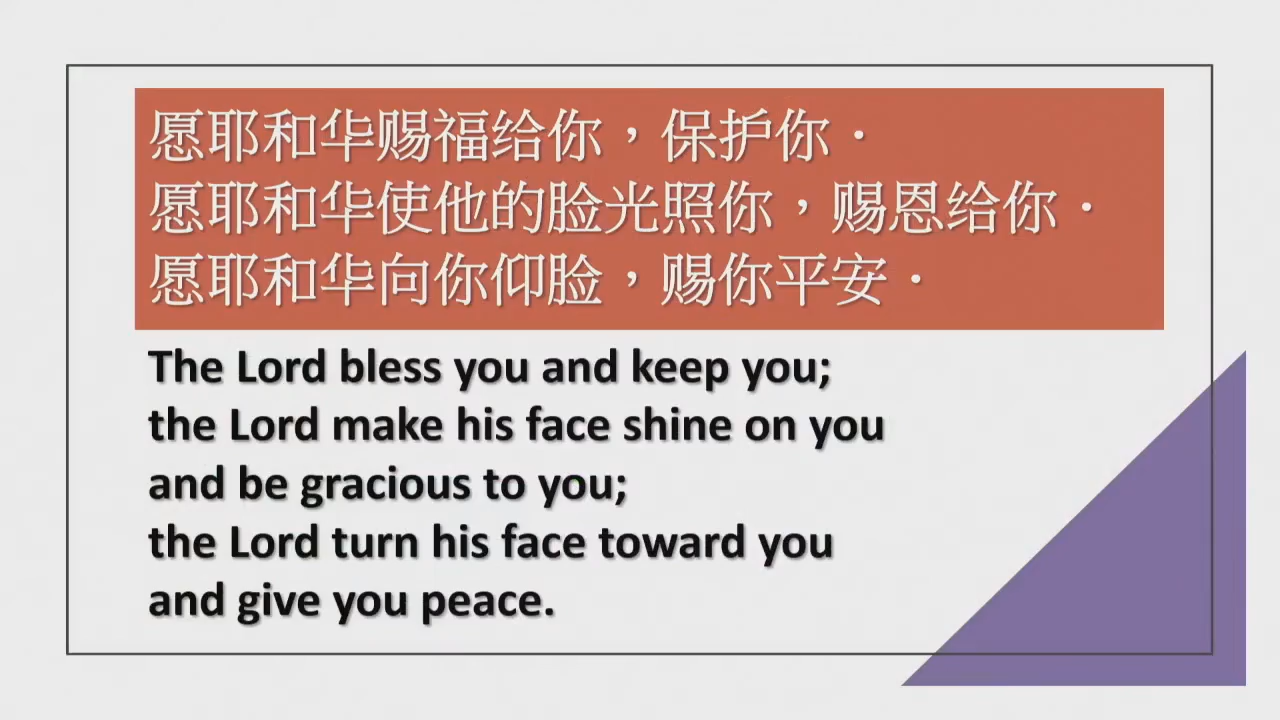 愿耶和华赐福给你，保护你．
愿耶和华使他的脸光照你，赐恩给你．
愿耶和华向你仰脸，赐你平安．
The Lord bless you and keep you;
the Lord make his face shine on you
and be gracious to you;
the Lord turn his face toward you
and give you peace.